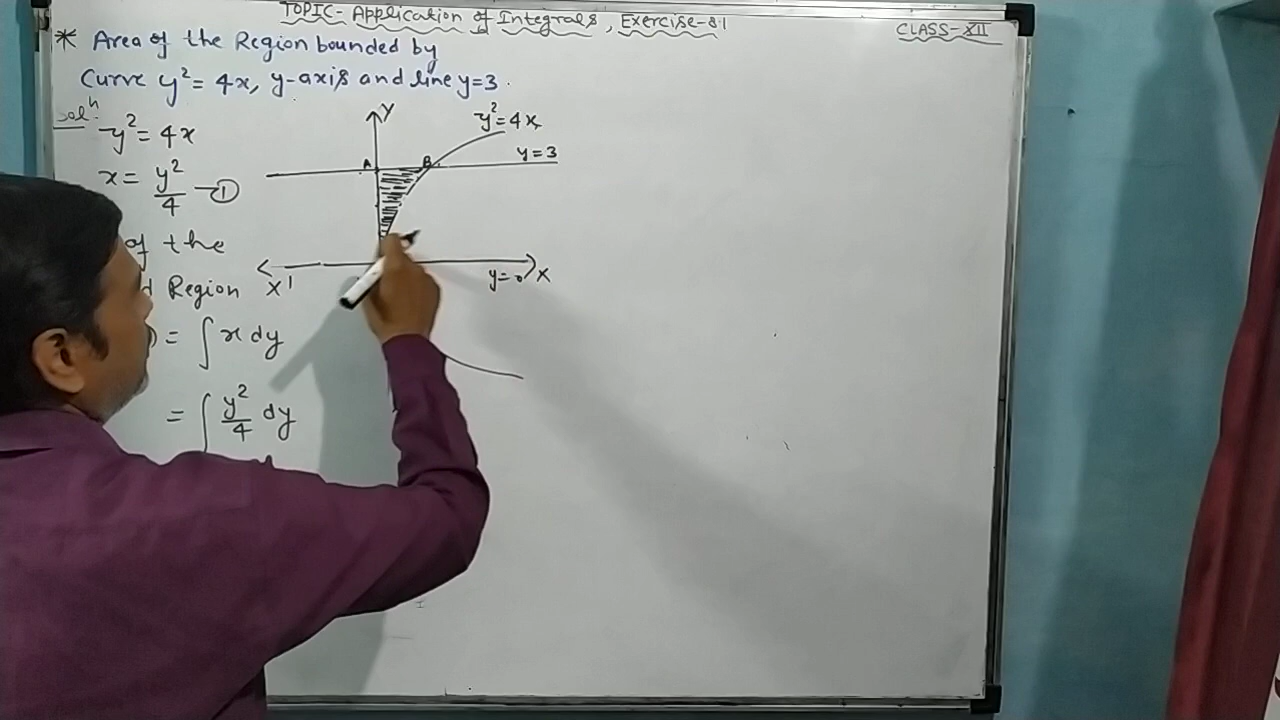 TOPIC- Application of Integrals, Exercise-8.1
CLASS-XII
* Area of the Region bounded by
Curve y² = 4x, y-axis and line y=3.
Solⁿ.
y² = 4x
x = y²/4 —①
of the
Region
= ∫ x dy
= ∫ y²/4 dy
Y
y² = 4x
A
B
y = 3
X'
y = 0
X